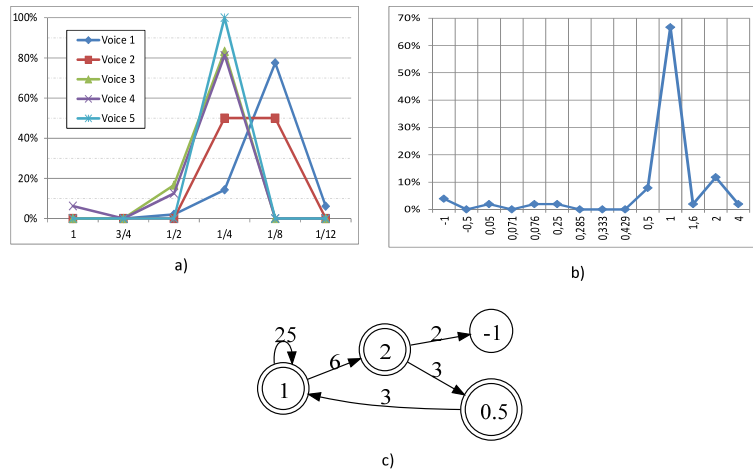 100%
80%
60%
40%
20%
0%
Voice 1
Voice 2
Voice 3
Voice 4
Voice 5
1 3/4 1/2 1/4 1/8 1/12
a)
70%
60%
50%
40%
30%
20%
10%
0%
-1 -0,5 0,05 0,071 0,076 0,25 0,285 0,333 0,429 0,5 1 1,6 2 4
b)
25
1
6
2
2
-1
3
3
0.5
c)